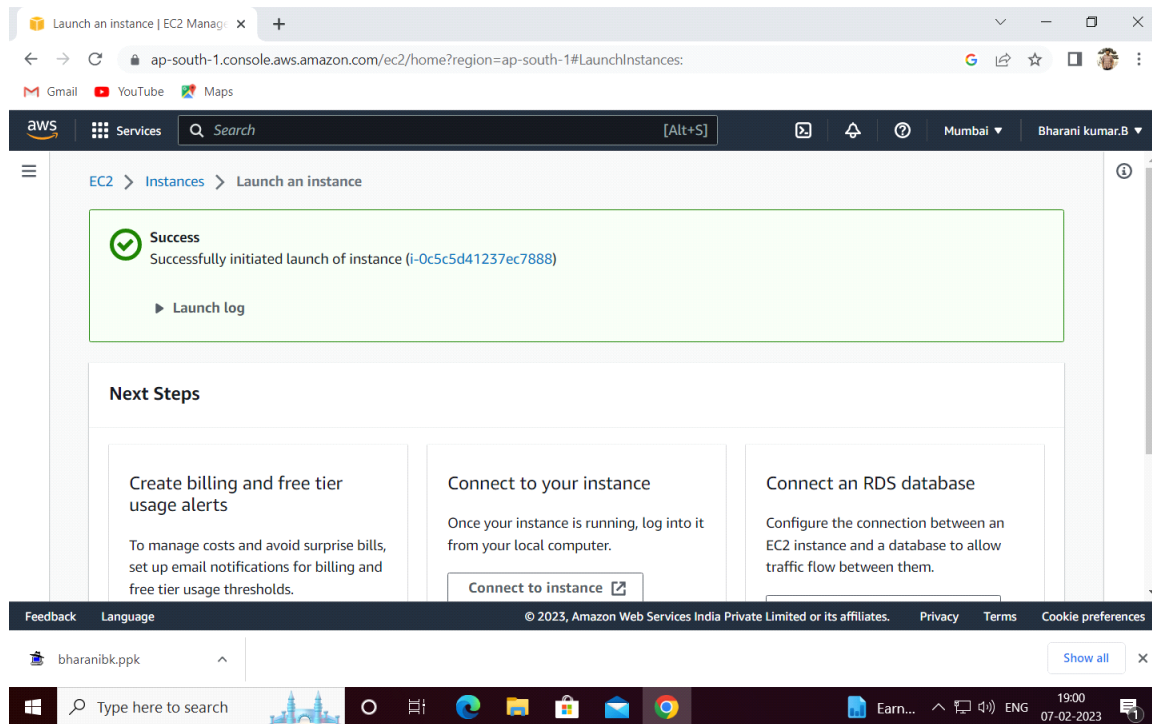 Launch an instance | EC2 Manage
ap-south-1.console.aws.amazon.com/ec2/home?region=ap-south-1#LaunchInstances:
G
Gmail YouTube Maps
aws Services Search [Alt+S] Mumbai Bharani kumar.B
EC2 Instances Launch an instance
Success
Successfully initiated launch of instance (i-0c5c5d41237ec7888)
Launch log
Next Steps
Create billing and free tier
usage alerts
To manage costs and avoid surprise bills,
set up email notifications for billing and
free tier usage thresholds.
Connect to your instance
Once your instance is running, log into it
from your local computer.
Connect to instance
Connect an RDS database
Configure the connection between an
EC2 instance and a database to allow
traffic flow between them.
Feedback Language © 2023, Amazon Web Services India Private Limited or its affiliates. Privacy Terms Cookie preferences
bharanibk.ppk Show all
Type here to search Earn... ENG 19:00
07-02-2023 1